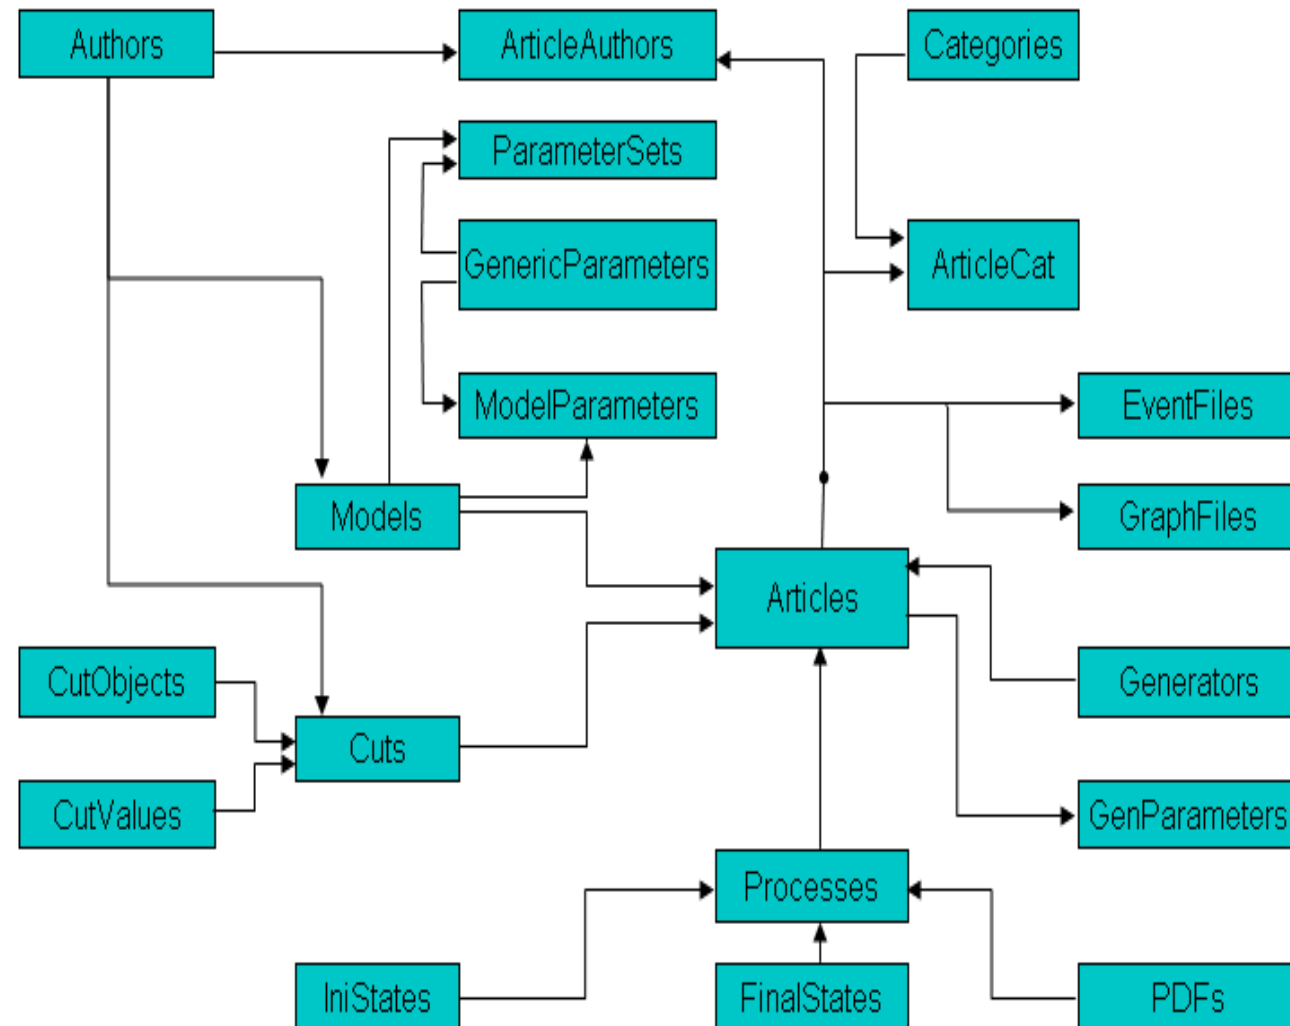 Authors
ArticleAuthors
Categories
ParameterSets
GenericParameters
ArticleCat
ModelParameters
EventFiles
Models
GraphFiles
Articles
CutObjects
Generators
Cuts
CutValues
GenParameters
Processes
IniStates
FinalStates
PDFs